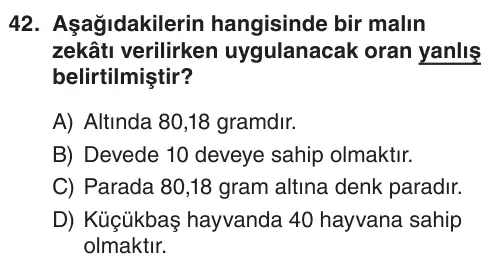 42. Aşağıdakilerin hangisinde bir malın
zekâtı verilirken uygulanacak oran yanlış
belirtilmiştir?
A) Altında 80,18 gramdır.
B) Devede 10 deveye sahip olmaktır.
C) Parada 80,18 gram altına denk paradır.
D) Küçükbaş hayvanda 40 hayvana sahip
olmaktır.